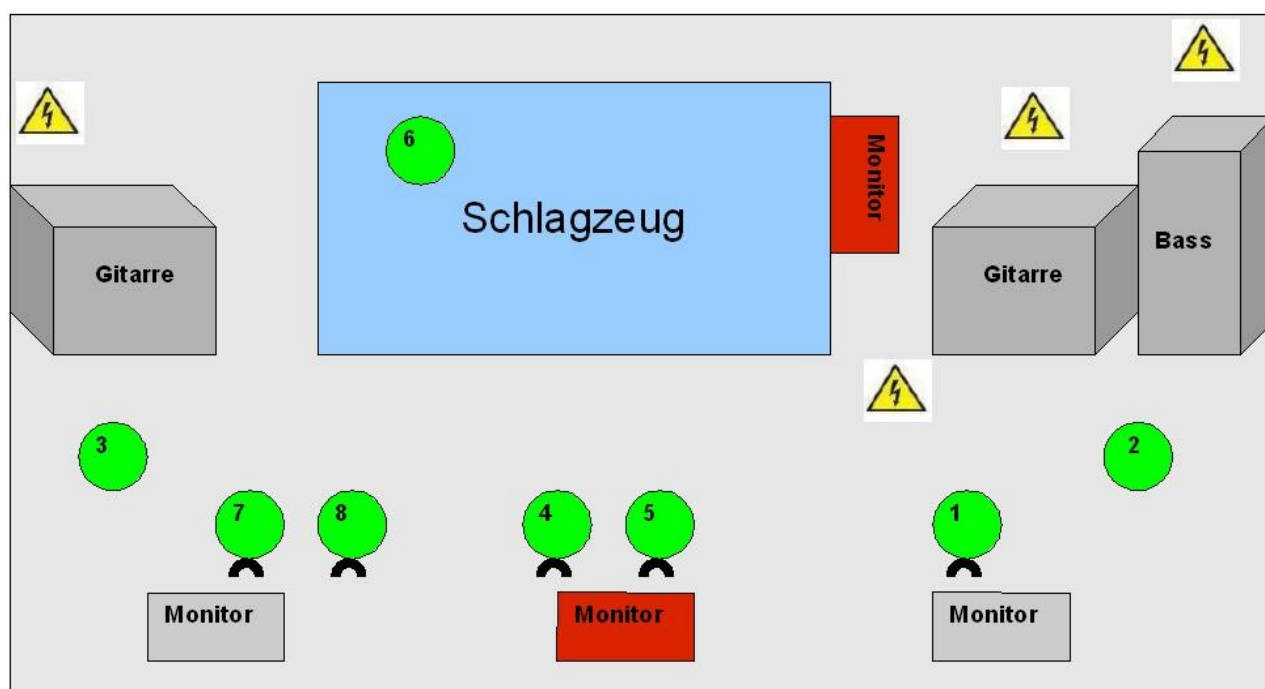 6
Monitor
Schlagzeug
Gitarre
Gitarre
Bass
3
2
7
8
4
5
1
Monitor
Monitor
Monitor